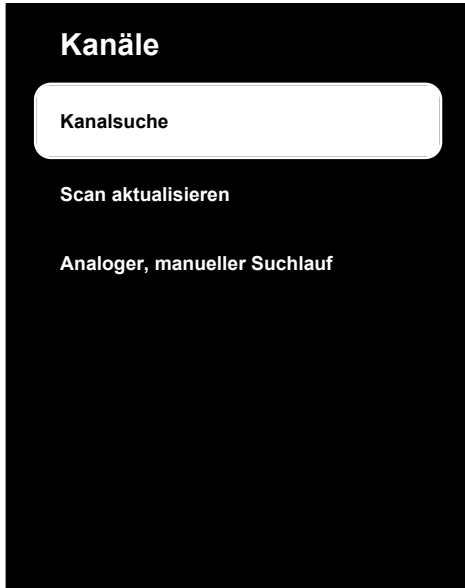 Kanäle
Kanalsuche
Scan aktualisieren
Analoger, manueller Suchlauf